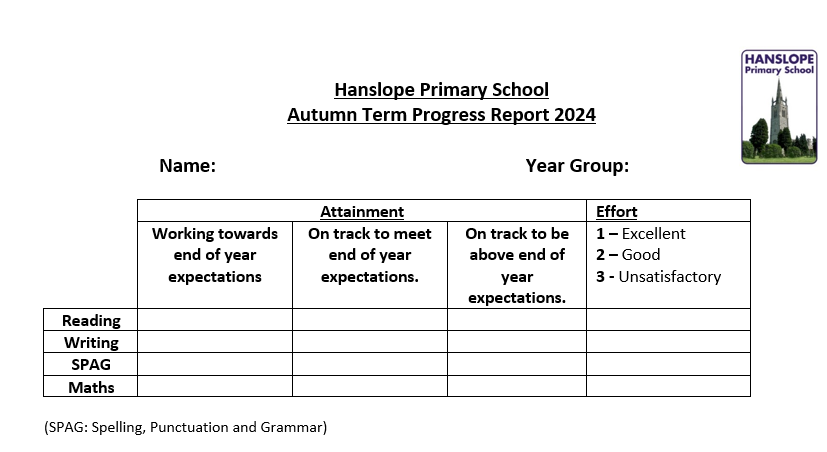 HANSLOPE
Primary School
Hanslope Primary School
Autumn Term Progress Report 2024
Name: Year Group:
Attainment Effort
Working towards end of year expectations
On track to meet end of year expectations.
On track to be above end of year expectations.
1 – Excellent
2 – Good
3 - Unsatisfactory
Reading
Writing
SPAG
Maths
(SPAG: Spelling, Punctuation and Grammar)